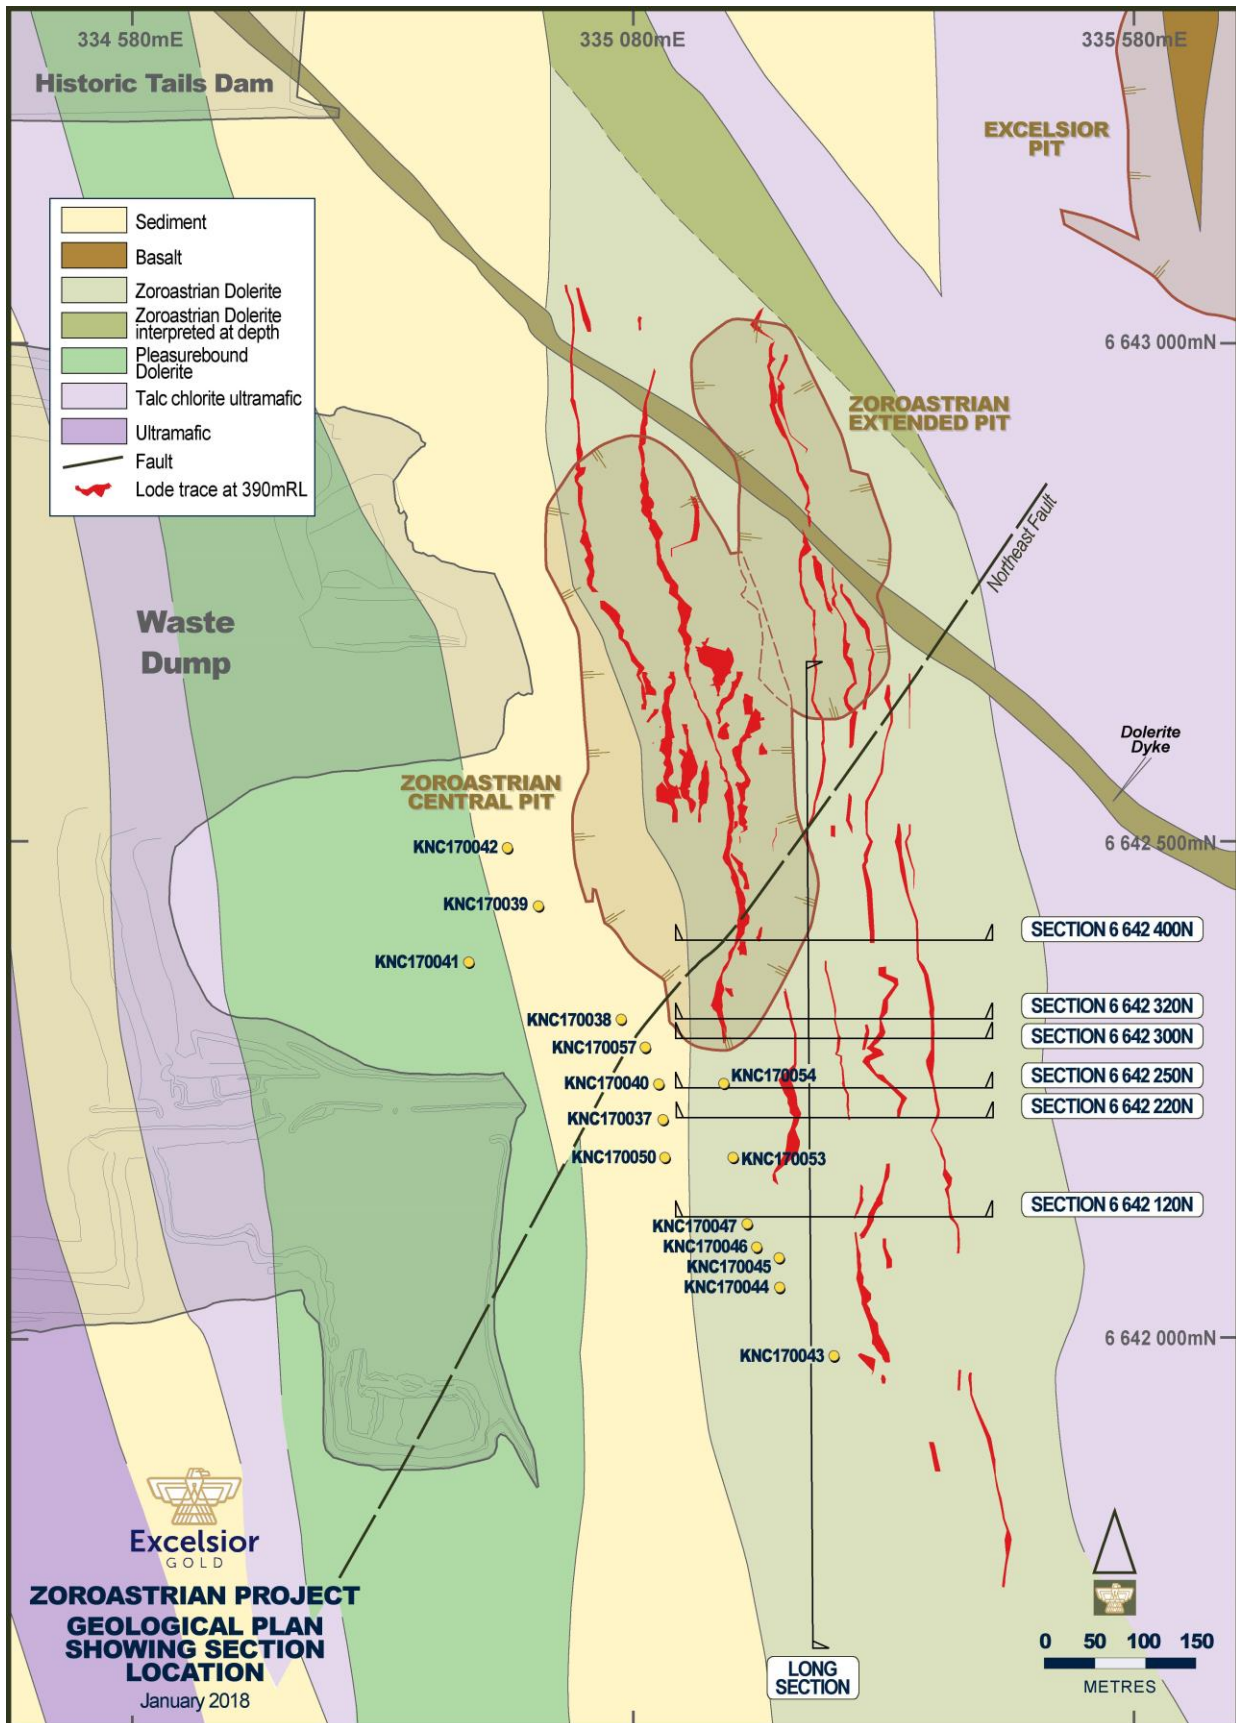 334 580mE
335 080mE
335 580mE
Historic Tails Dam
EXCELSIOR
PIT
Sediment
Basalt
Zoroastrian Dolerite
Zoroastrian Dolerite
interpreted at depth
Pleasurebound
Dolerite
Talc chlorite ultramafic
Ultramafic
Fault
Lode trace at 390mRL
6 643 000mN
ZOROASTRIAN
EXTENDED PIT
Northeast Fault
Waste
Dump
Dolerite
Dyke
ZOROASTRIAN
CENTRAL PIT
KNC170042
6 642 500mN
KNC170039
SECTION 6 642 400N
KNC170041
SECTION 6 642 320N
KNC170038
SECTION 6 642 300N
KNC170057
KNC170054
SECTION 6 642 250N
KNC170040
SECTION 6 642 220N
KNC170037
KNC170050
KNC170053
SECTION 6 642 120N
KNC170047
KNC170046
KNC170045
KNC170044
6 642 000mN
KNC170043
Excelsior
GOLD
ZOROASTRIAN PROJECT
GEOLOGICAL PLAN
SHOWING SECTION
LOCATION
January 2018
LONG
SECTION
0 50 100 150
METRES